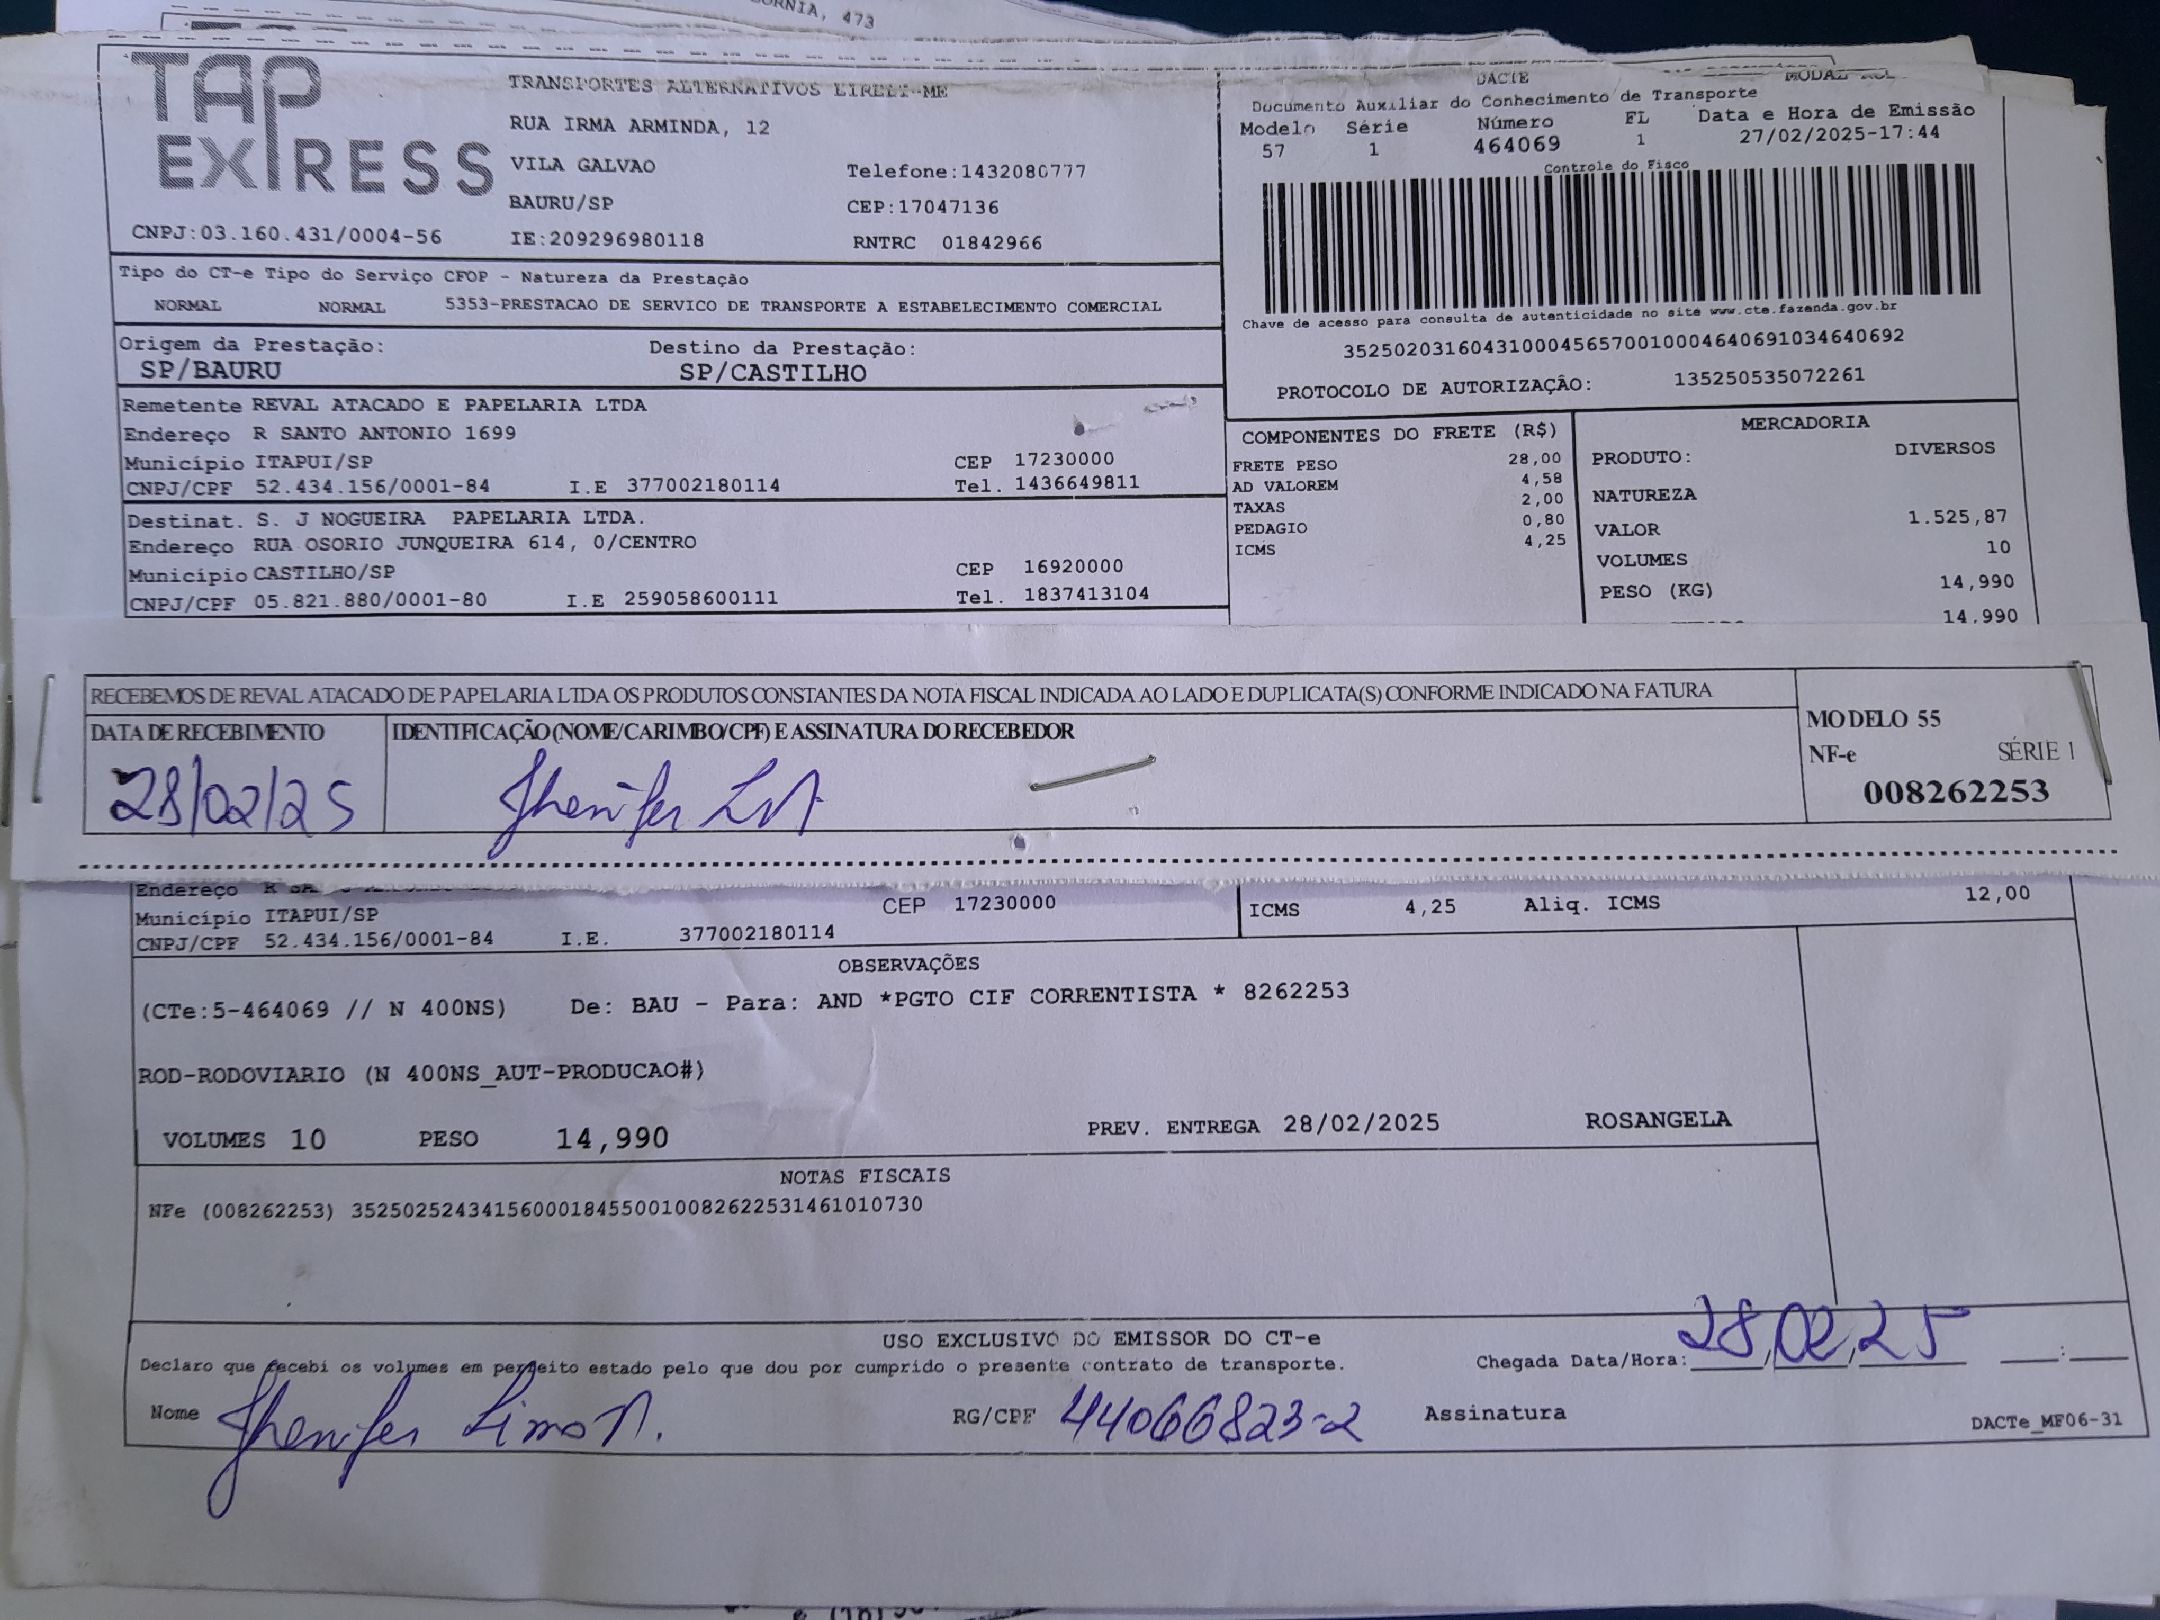 ORNIA, 473
TAP EXPRESS
TRANSPORTES ALTERNATIVOS EIRELI-ME
RUA IRMA ARMINDA, 12
VILA GALVAO Telefone:1432080777
BAURU/SP CEP:17047136
CNPJ:03.160.431/0004-56 IE:209296980118 RNTRC 01842966
DACTE MODAL
Documento Auxiliar do Conhecimento de Transporte
Modelo Série Número FL Data e Hora de Emissão
57 1 464069 1 27/02/2025-17:44
Controle do Fisco
Chave de acesso para consulta de autenticidade no site www.cte.fazenda.gov.br
35250203160431000456570010004640691034640692
PROTOCOLO DE AUTORIZAÇÃO: 135250535072261
Tipo do CT-e Tipo do Serviço CFOP - Natureza da Prestação
NORMAL NORMAL 5353-PRESTACAO DE SERVICO DE TRANSPORTE A ESTABELECIMENTO COMERCIAL
Origem da Prestação: Destino da Prestação:
SP/BAURU SP/CASTILHO
Remetente REVAL ATACADO E PAPELARIA LTDA
Endereço R SANTO ANTONIO 1699
Município ITAPUI/SP CEP 17230000
CNPJ/CPF 52.434.156/0001-84 I.E 377002180114 Tel. 1436649811
Destinat. S. J NOGUEIRA PAPELARIA LTDA.
Endereço RUA OSORIO JUNQUEIRA 614, 0/CENTRO
Município CASTILHO/SP CEP 16920000
CNPJ/CPF 05.821.880/0001-80 I.E 259058600111 Tel. 1837413104
COMPONENTES DO FRETE (R$)
FRETE PESO 28,00
AD VALOREM 4,58
TAXAS 2,00
PEDAGIO 0,80
ICMS 4,25
MERCADORIA
PRODUTO: DIVERSOS
NATUREZA
VALOR 1.525,87
VOLUMES 10
PESO (KG) 14,990
14,990
RECEBEMOS DE REVAL ATACADO DE PAPELARIA LTDA OS PRODUTOS CONSTANTES DA NOTA FISCAL INDICADA AO LADO E DUPLICATA(S) CONFORME INDICADO NA FATURA
DATA DE RECEBIMENTO IDENTIFICAÇÃO (NOME/CARIMBO/CPF) E ASSINATURA DO RECEBEDOR
28/02/25 Jhenifer
MODELO 55
NF-e SÉRIE 1
008262253
Endereço R
Município ITAPUI/SP CEP 17230000
CNPJ/CPF 52.434.156/0001-84 I.E. 377002180114
ICMS 4,25 Aliq. ICMS 12,00
OBSERVAÇÕES
(CTe:5-464069 // N 400NS) De: BAU - Para: AND *PGTO CIF CORRENTISTA * 8262253
ROD-RODOVIARIO (N 400NS_AUT-PRODUCAO#)
VOLUMES 10 PESO 14,990 PREV. ENTREGA 28/02/2025 ROSANGELA
NOTAS FISCAIS
NFe (008262253) 35250252434156000184550010082622531461010730
USO EXCLUSIVO DO EMISSOR DO CT-e
Declaro que recebi os volumes em perfeito estado pelo que dou por cumprido o presente contrato de transporte.
Chegada Data/Hora: 28/02/25 __:__
Nome Jhenifer RG/CPF 44066823-2 Assinatura
DACTe_MF06-31